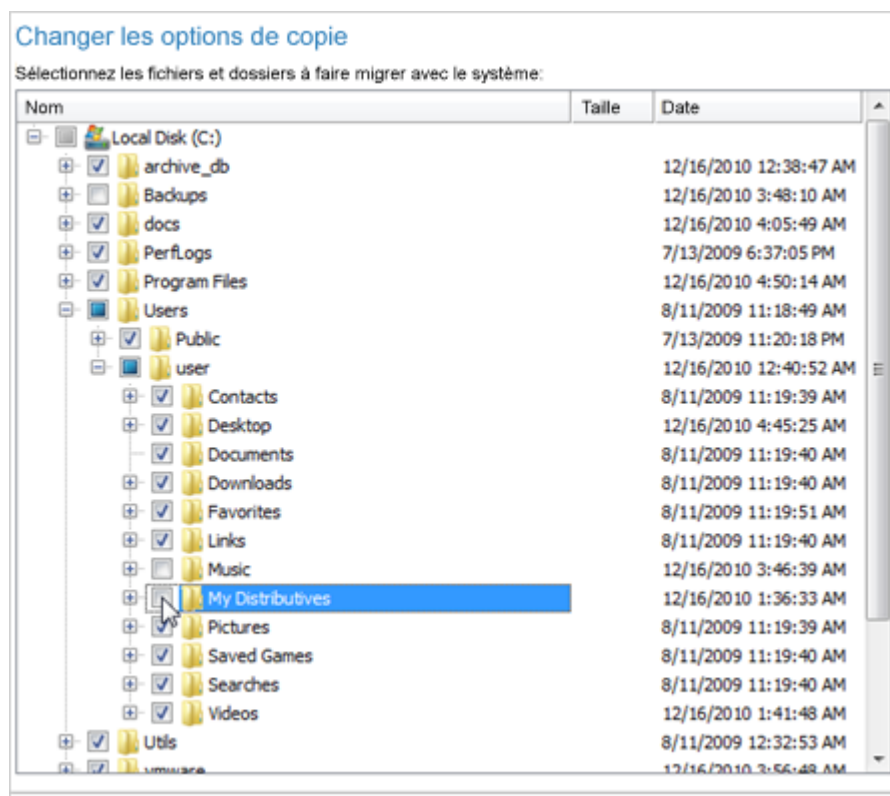 Changer les options de copie
Sélectionnez les fichiers et dossiers à faire migrer avec le système:
Nom Taille Date
Local Disk (C:)
archive_db 12/16/2010 12:38:47 AM
Backups 12/16/2010 3:48:10 AM
docs 12/16/2010 4:05:49 AM
PerfLogs 7/13/2009 6:37:05 PM
Program Files 12/16/2010 4:50:14 AM
Users 8/11/2009 11:18:49 AM
Public 7/13/2009 11:20:18 PM
user 12/16/2010 12:40:52 AM
Contacts 8/11/2009 11:19:39 AM
Desktop 12/16/2010 4:45:25 AM
Documents 8/11/2009 11:19:40 AM
Downloads 8/11/2009 11:19:40 AM
Favorites 8/11/2009 11:19:51 AM
Links 8/11/2009 11:19:40 AM
Music 12/16/2010 3:46:39 AM
My Distributives 12/16/2010 1:36:33 AM
Pictures 8/11/2009 11:19:39 AM
Saved Games 8/11/2009 11:19:40 AM
Searches 8/11/2009 11:19:40 AM
Videos 12/16/2010 1:41:48 AM
Utils 8/11/2009 12:32:53 AM
vmware 12/16/2010 3:56:48 AM